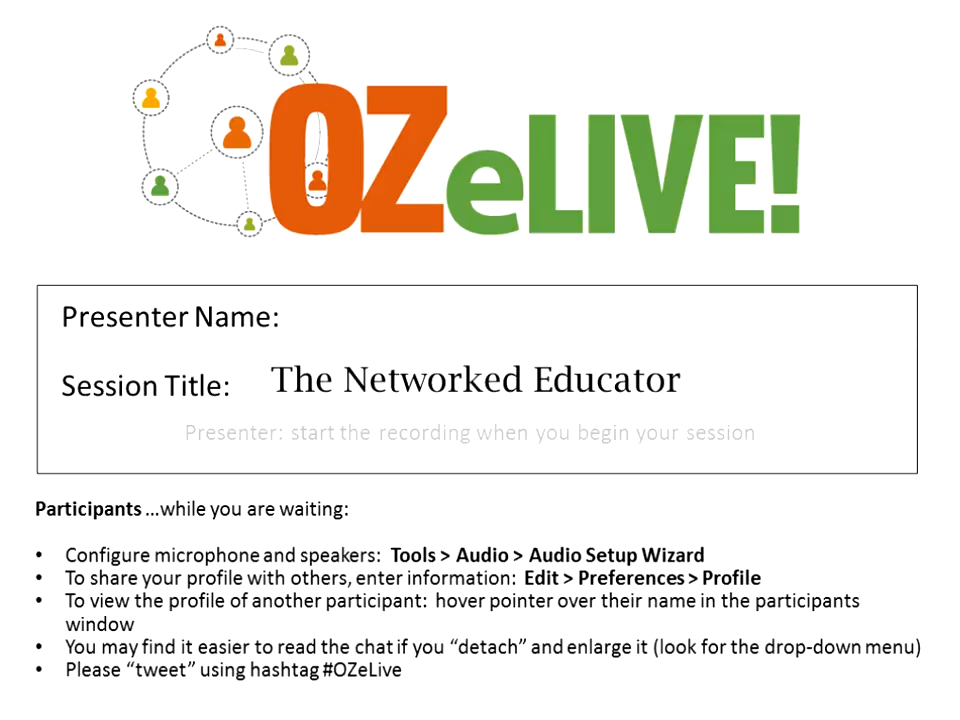 OZeLIVE!
Presenter Name:
Session Title: The Networked Educator
Presenter: start the recording when you begin your session
Participants ...while you are waiting:
• Configure microphone and speakers: Tools > Audio > Audio Setup Wizard
• To share your profile with others, enter information: Edit > Preferences > Profile
• To view the profile of another participant: hover pointer over their name in the participants
window
• You may find it easier to read the chat if you “detach” and enlarge it (look for the drop-down menu)
• Please “tweet” using hashtag #OZeLive